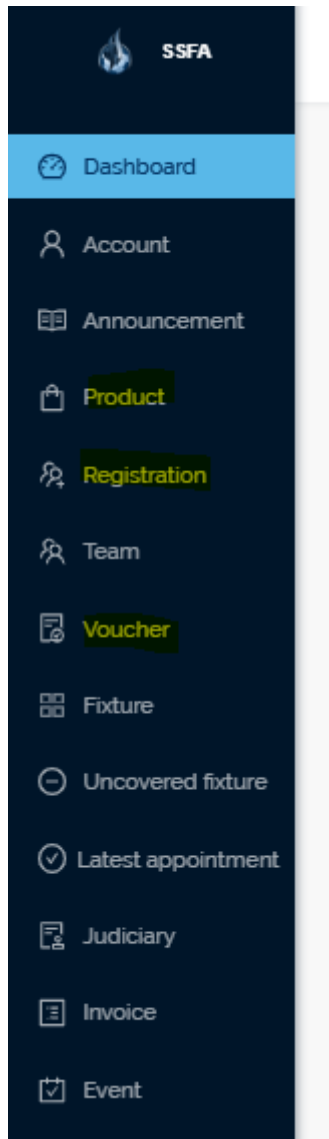 SSFA
Dashboard
Account
Announcement
Product
Registration
Team
Voucher
Fixture
Uncovered fixture
Latest appointment
Judiciary
Invoice
Event